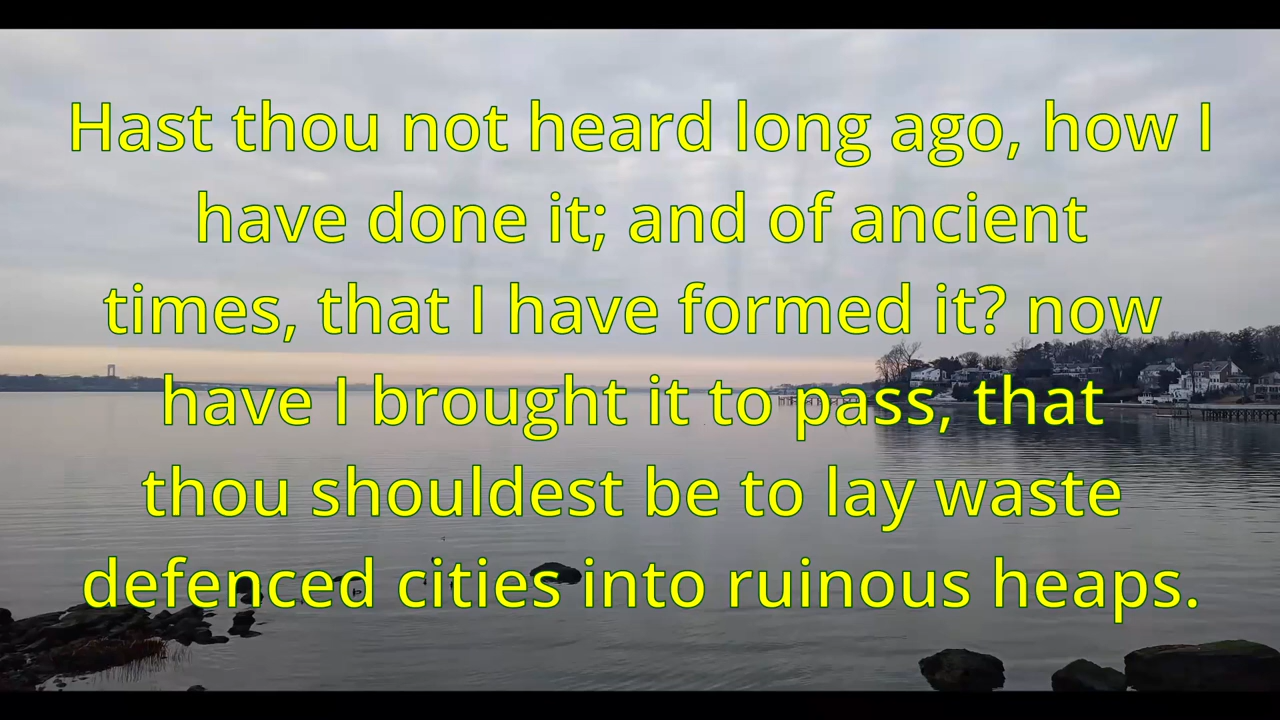 Hast thou not heard long ago, how I
have done it; and of ancient
times, that I have formed it? now
have I brought it to pass, that
thou shouldest be to lay waste
defenced cities into ruinous heaps.